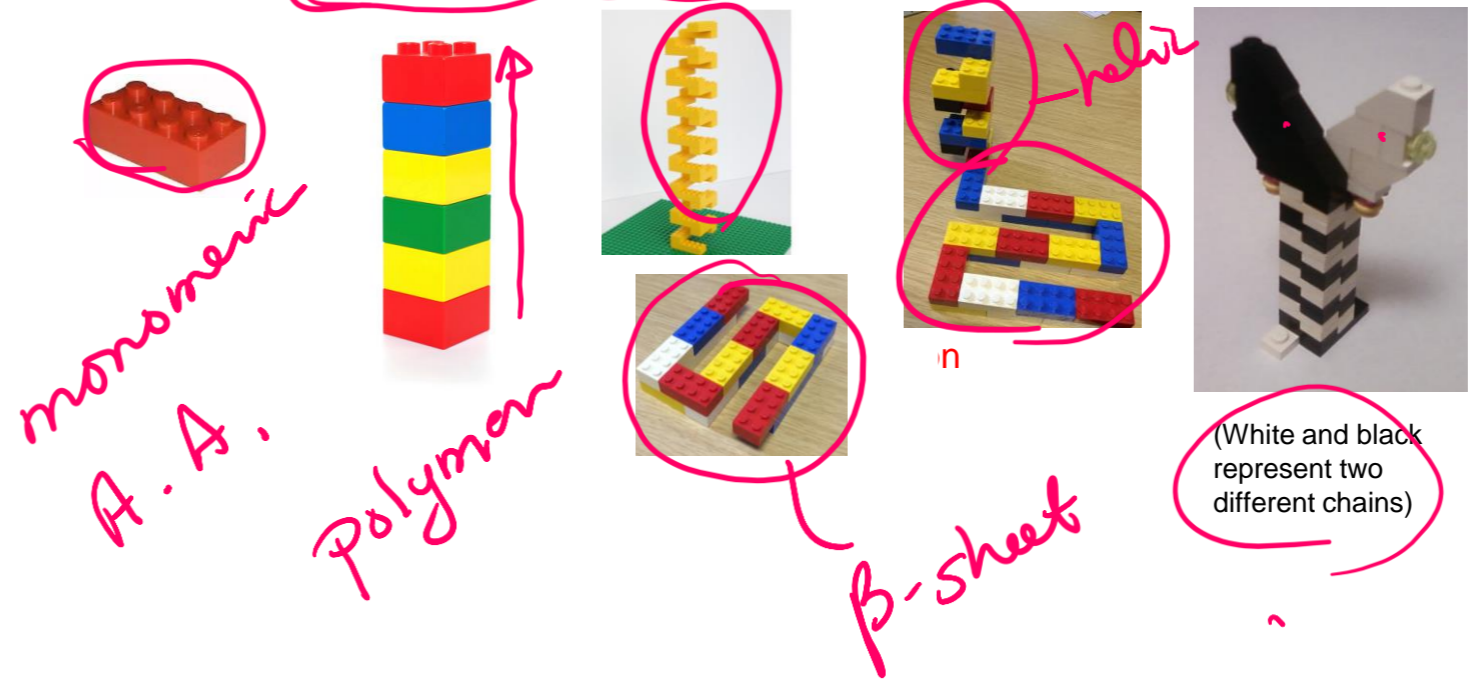 helix
monomeric
A. A.
Polymer
n
β-sheet
(White and black
represent two
different chains)